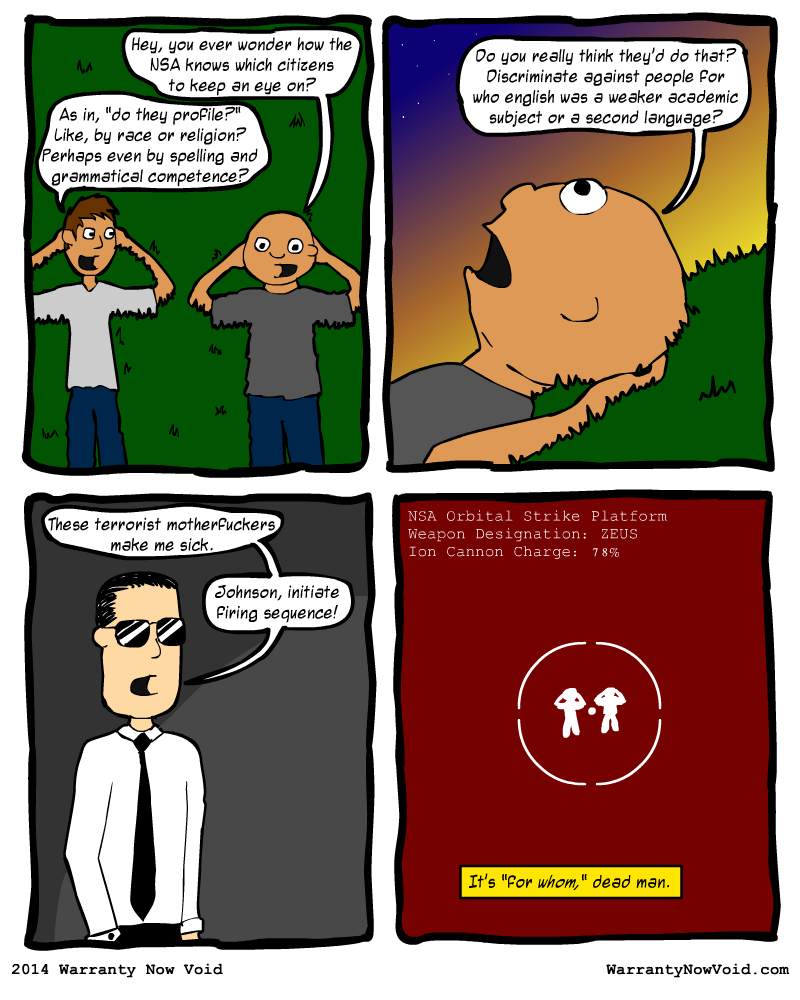 Hey, you ever wonder how the
NSA knows which citizens
to keep an eye on?
As in, "do they profile?"
Like, by race or religion?
Perhaps even by spelling and
grammatical competence?
Do you really think they'd do that?
Discriminate against people for
who english was a weaker academic
subject or a second language?
These terrorist motherfuckers
make me sick.
Johnson, initiate
firing sequence!
NSA Orbital Strike Platform
Weapon Designation: ZEUS
Ion Cannon Charge: 78%
It's "for whom," dead man.
2014 Warranty Now Void
WarrantyNowVoid.com